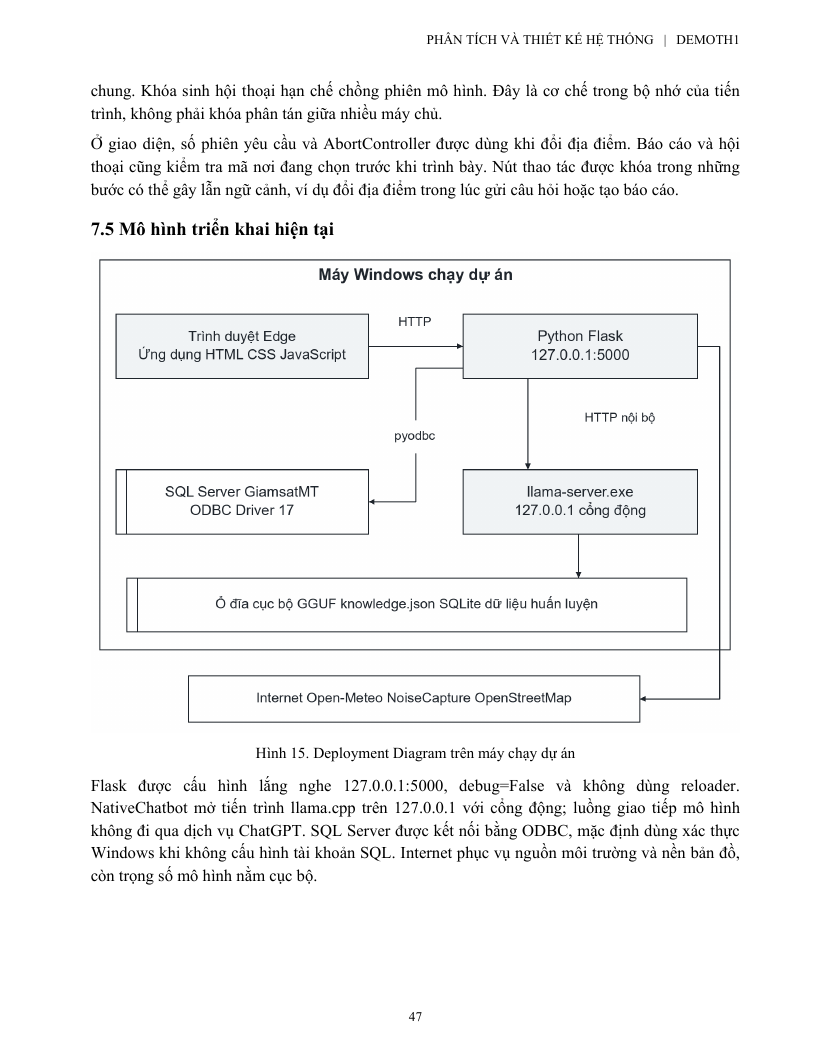 PHÂN TÍCH VÀ THIẾT KẾ HỆ THỐNG | DEMOTH1
chung. Khóa sinh hội thoại hạn chế chồng phiên mô hình. Đây là cơ chế trong bộ nhớ của tiến
trình, không phải khóa phân tán giữa nhiều máy chủ.
Ở giao diện, số phiên yêu cầu và AbortController được dùng khi đổi địa điểm. Báo cáo và hội
thoại cũng kiểm tra mã nơi đang chọn trước khi trình bày. Nút thao tác được khóa trong những
bước có thể gây lẫn ngữ cảnh, ví dụ đổi địa điểm trong lúc gửi câu hỏi hoặc tạo báo cáo.
7.5 Mô hình triển khai hiện tại
Máy Windows chạy dự án
HTTP
Trình duyệt Edge
Ứng dụng HTML CSS JavaScript
Python Flask
127.0.0.1:5000
HTTP nội bộ
pyodbc
SQL Server GiamsatMT
ODBC Driver 17
llama-server.exe
127.0.0.1 cổng động
Ổ đĩa cục bộ GGUF knowledge.json SQLite dữ liệu huấn luyện
Internet Open-Meteo NoiseCapture OpenStreetMap
Hình 15. Deployment Diagram trên máy chạy dự án
Flask được cấu hình lắng nghe 127.0.0.1:5000, debug=False và không dùng reloader.
NativeChatbot mở tiến trình llama.cpp trên 127.0.0.1 với cổng động; luồng giao tiếp mô hình
không đi qua dịch vụ ChatGPT. SQL Server được kết nối bằng ODBC, mặc định dùng xác thực
Windows khi không cấu hình tài khoản SQL. Internet phục vụ nguồn môi trường và nền bản đồ,
còn trọng số mô hình nằm cục bộ.
47